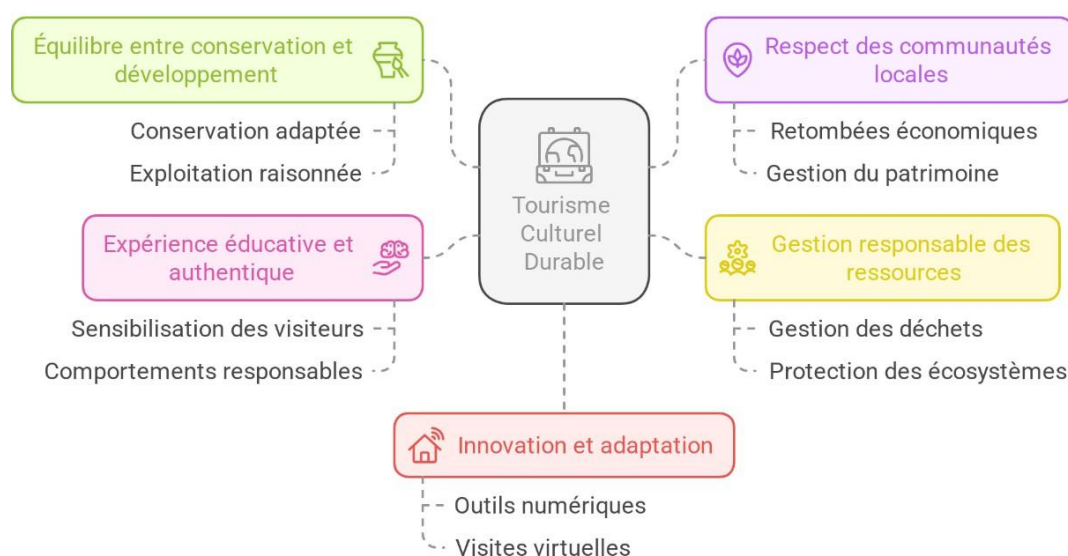 Équilibre entre conservation et
développement
Conservation adaptée
Exploitation raisonnée
Expérience éducative et
authentique
Sensibilisation des visiteurs
Comportements responsables
Tourisme
Culturel
Durable
Respect des communautés
locales
Retombées économiques
Gestion du patrimoine
Gestion responsable des
ressources
Gestion des déchets
Protection des écosystèmes
Innovation et adaptation
Outils numériques
Visites virtuelles